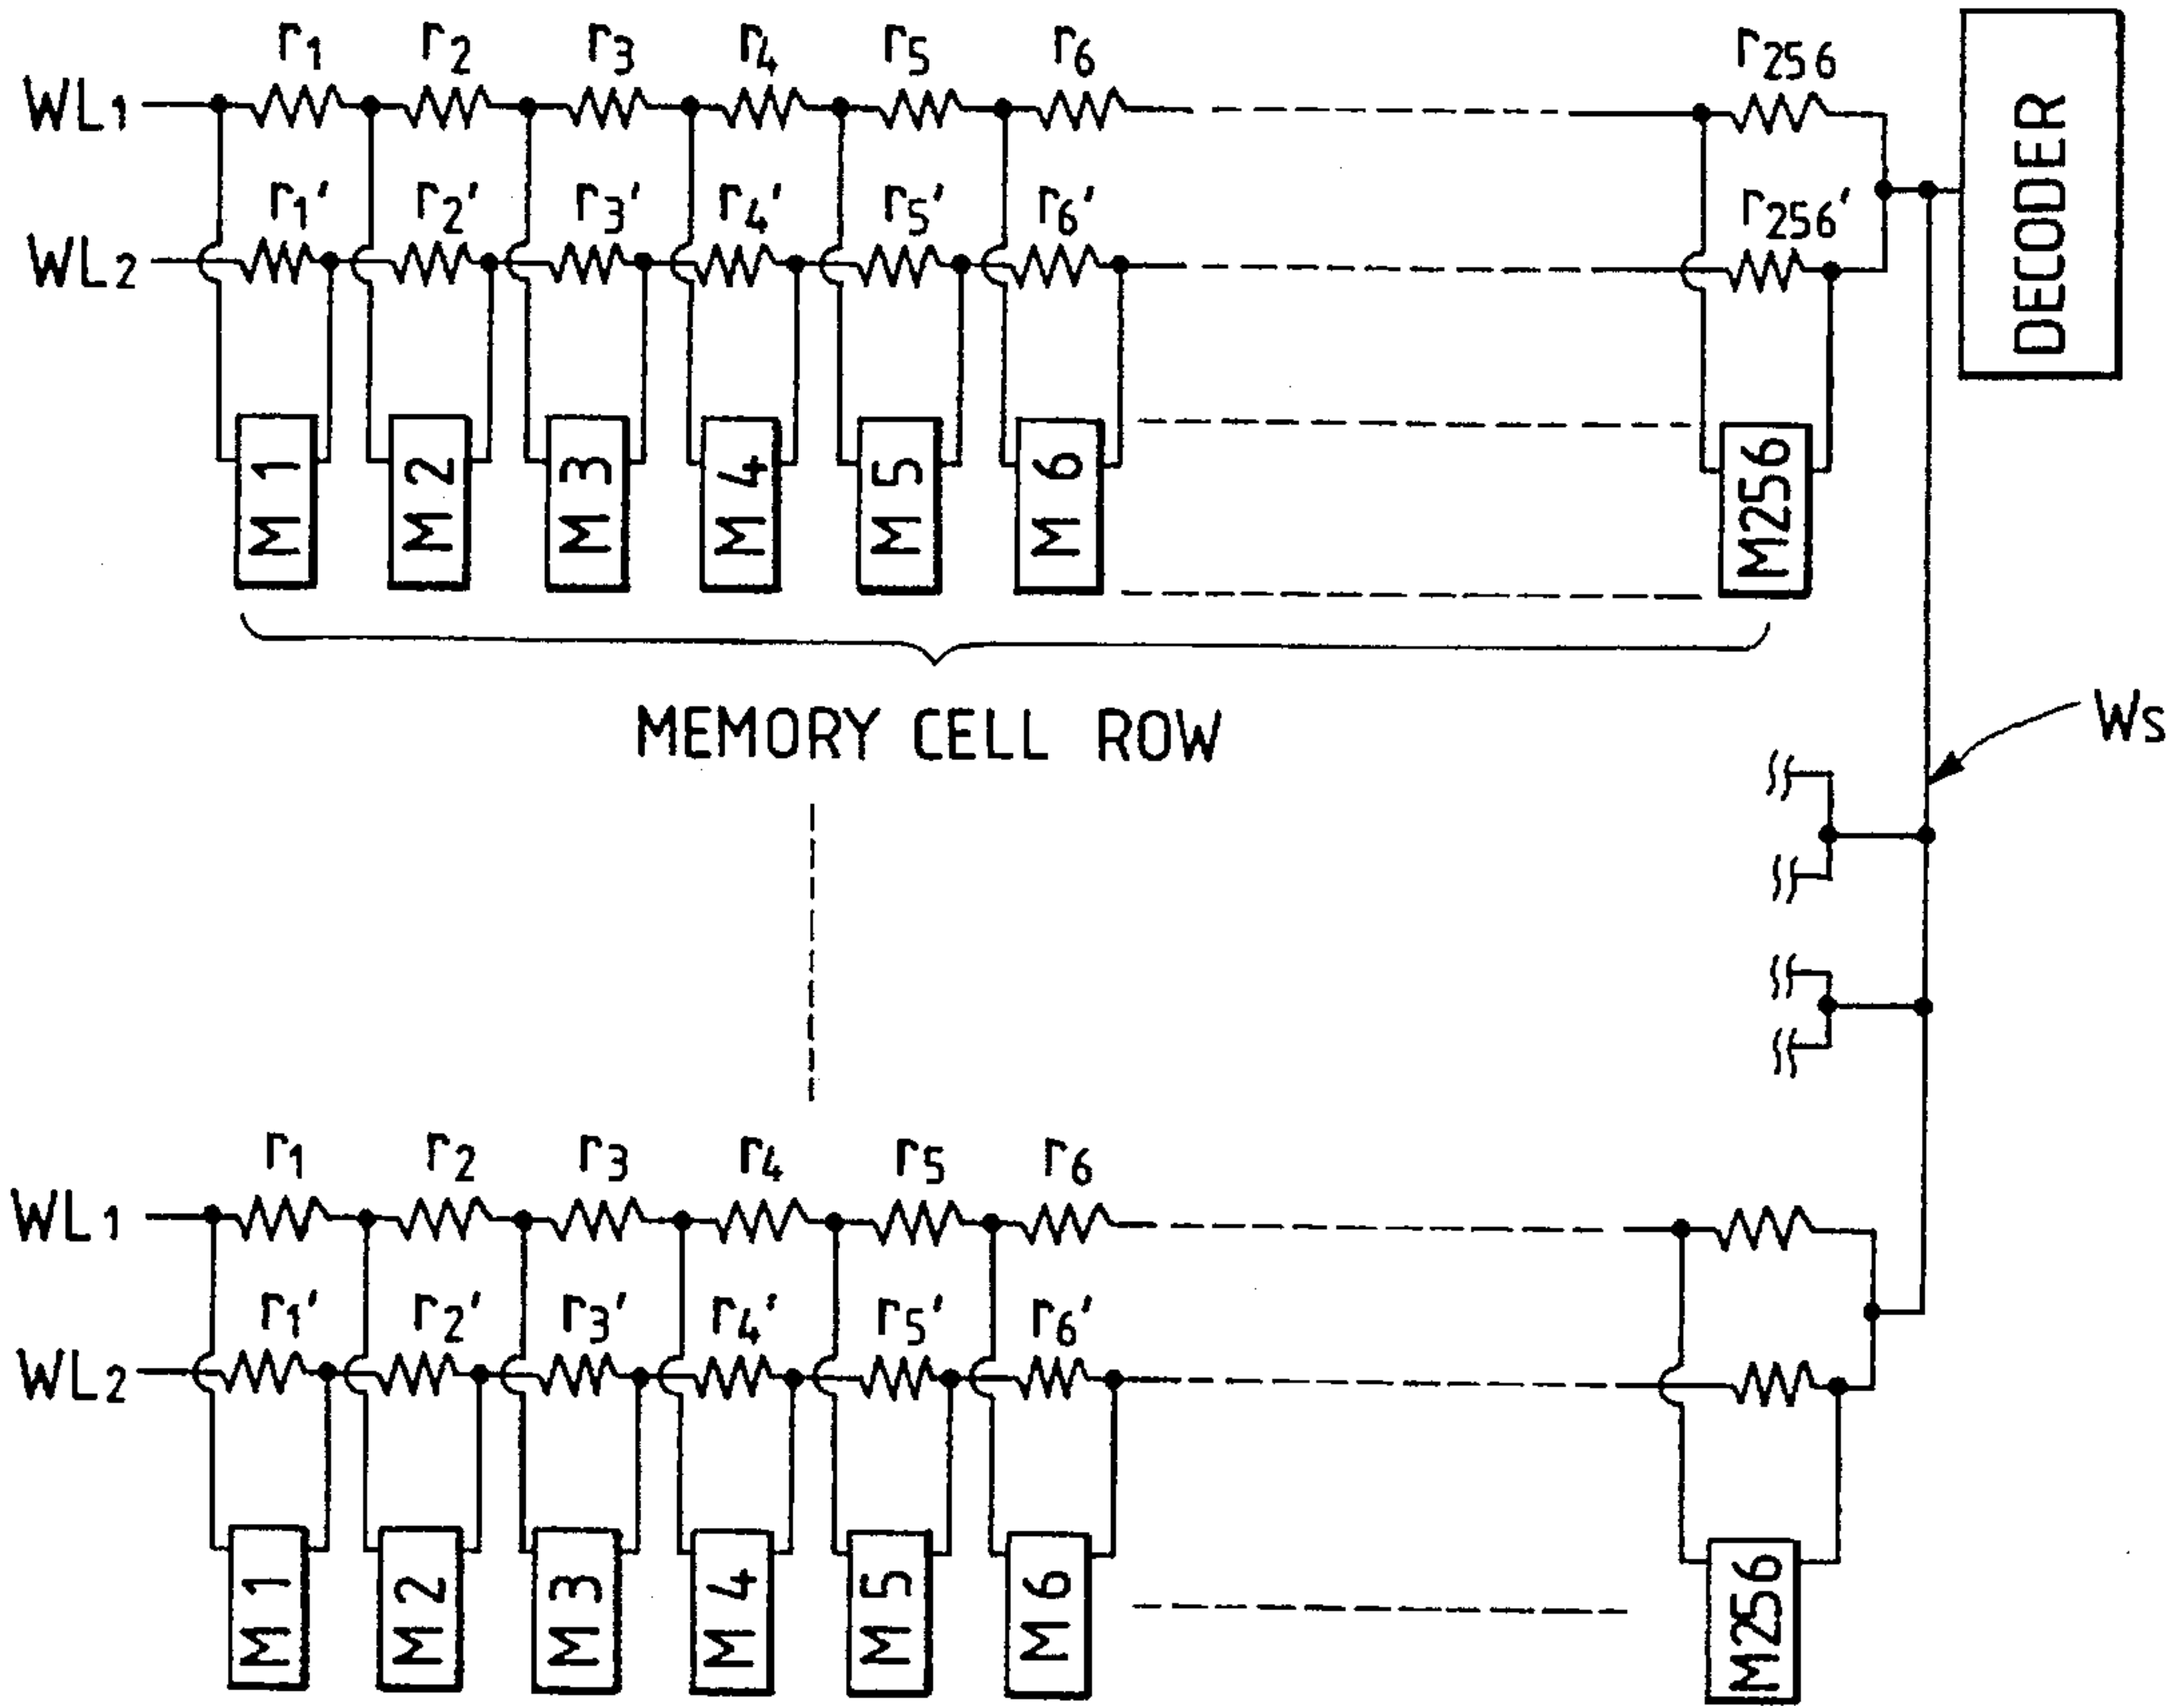 r1 r2 r3 r4 r5 r6 r256
WL1
r1' r2' r3' r4' r5' r6' r256'
WL2
DECODER
M1 M2 M3 M4 M5 M6 M256
MEMORY CELL ROW
WS
r1 r2 r3 r4 r5 r6
WL1
r1' r2' r3' r4' r5' r6'
WL2
M1 M2 M3 M4 M5 M6 M256